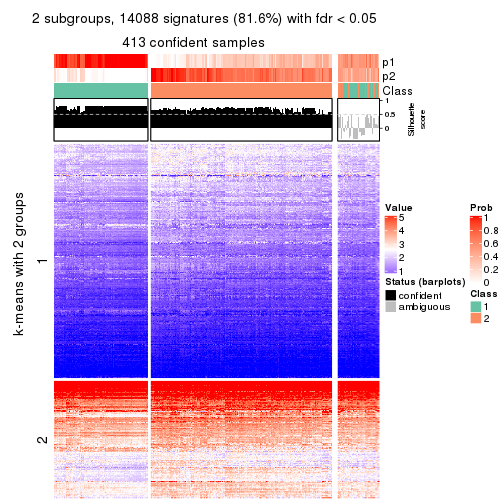 2 subgroups, 14088 signatures (81.6%) with fdr < 0.05
413 confident samples
p1
p2
Class
1
0.5
0
Silhouette
score
k-means with 2 groups
1
2
Value
5
4
3
2
1
Status (barplots)
confident
ambiguous
Prob
1
0.8
0.6
0.4
0.2
0
Class
1
2